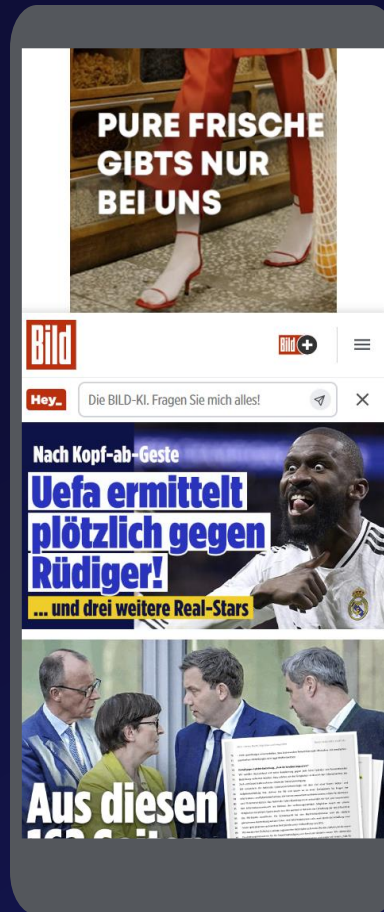 PURE FRISCHE
GIBTS NUR
BEI UNS
Bild
Bild +
Hey_
Die BILD-KI. Fragen Sie mich alles!
Nach Kopf-ab-Geste
Uefa ermittelt
plötzlich gegen
Rüdiger!
... und drei weitere Real-Stars
Aus diesen